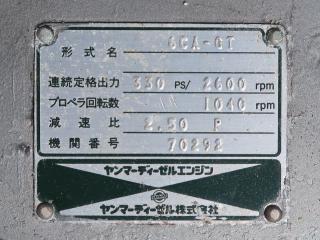 形式名 6CA-GT
連続定格出力 330 PS/ 2600 rpm
プロペラ回転数 1040 rpm
減速比 2.50 P
機関番号 70292
ヤンマーディーゼルエンジン
ヤンマーディーゼル株式会社